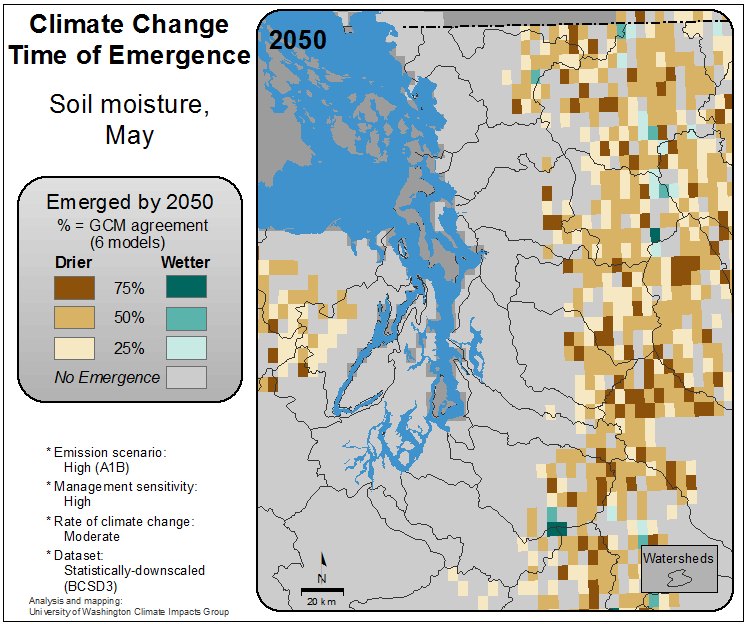 Climate Change
Time of Emergence
Soil moisture,
May
Emerged by 2050
% = GCM agreement
(6 models)
Drier Wetter
75%
50%
25%
No Emergence
* Emission scenario:
High (A1B)
* Management sensitivity:
High
* Rate of climate change:
Moderate
* Dataset:
Statistically-downscaled
(BCSD3)
Analysis and mapping:
University of Washington Climate Impacts Group
2050
N
20 km
Watersheds